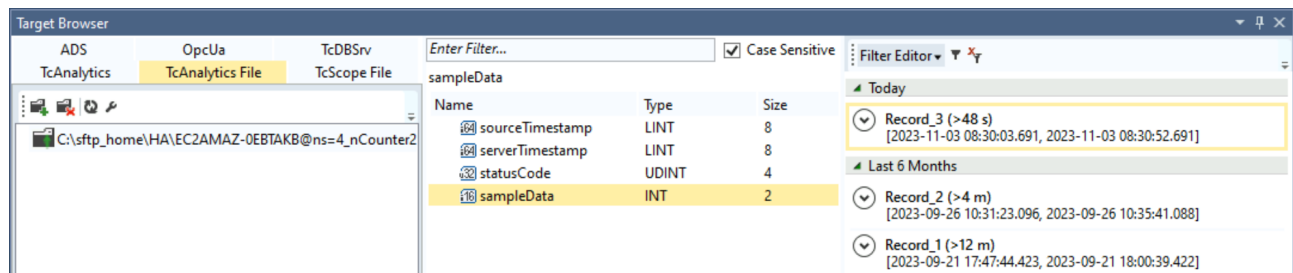 Target Browser
ADS OpcUa TcDBSrv
TcAnalytics TcAnalytics File TcScope File
C:\sftp_home\HA\EC2AMAZ-0EBTAKB@ns=4_nCounter2
Enter Filter... Case Sensitive
sampleData
Name Type Size
sourceTimestamp LINT 8
serverTimestamp LINT 8
statusCode UDINT 4
sampleData INT 2
Filter Editor
Today
Record_3 (>48 s)
[2023-11-03 08:30:03.691, 2023-11-03 08:30:52.691]
Last 6 Months
Record_2 (>4 m)
[2023-09-26 10:31:23.096, 2023-09-26 10:35:41.088]
Record_1 (>12 m)
[2023-09-21 17:47:44.423, 2023-09-21 18:00:39.422]